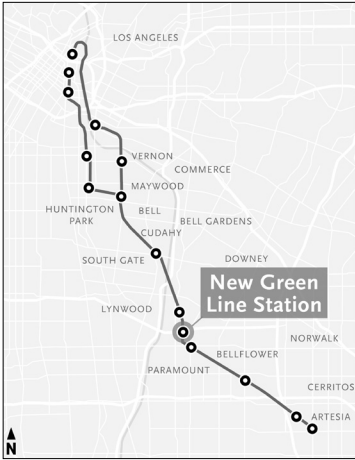 LOS ANGELES
VERNON
COMMERCE
MAYWOOD
HUNTINGTON
PARK
BELL
BELL GARDENS
CUDAHY
SOUTH GATE
DOWNEY
New Green
Line Station
LYNWOOD
NORWALK
BELLFLOWER
PARAMOUNT
CERRITOS
ARTESIA
N